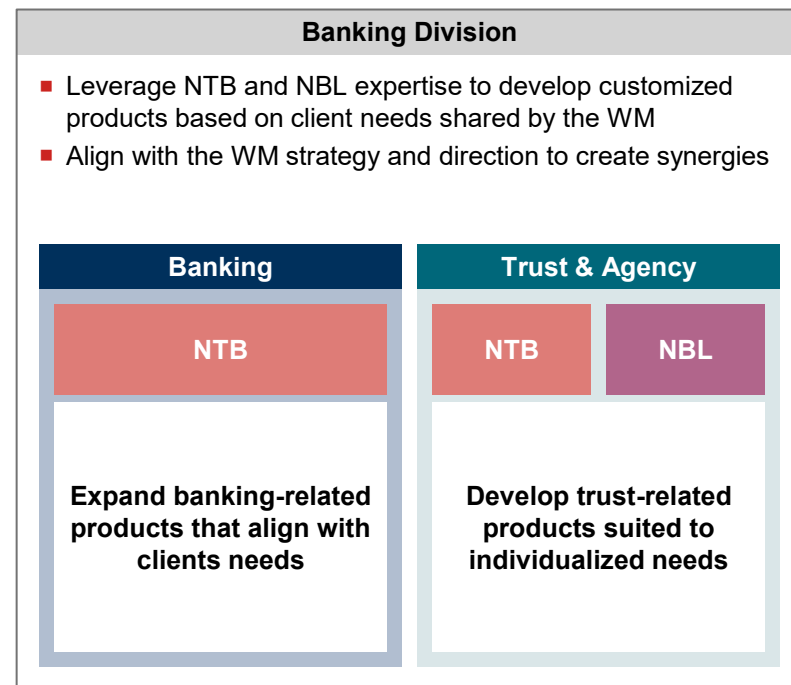 Banking Division
▪ Leverage NTB and NBL expertise to develop customized
products based on client needs shared by the WM
▪ Align with the WM strategy and direction to create synergies
Banking
NTB
Expand banking-related
products that align with
clients needs
Trust & Agency
NTB
NBL
Develop trust-related
products suited to
individualized needs